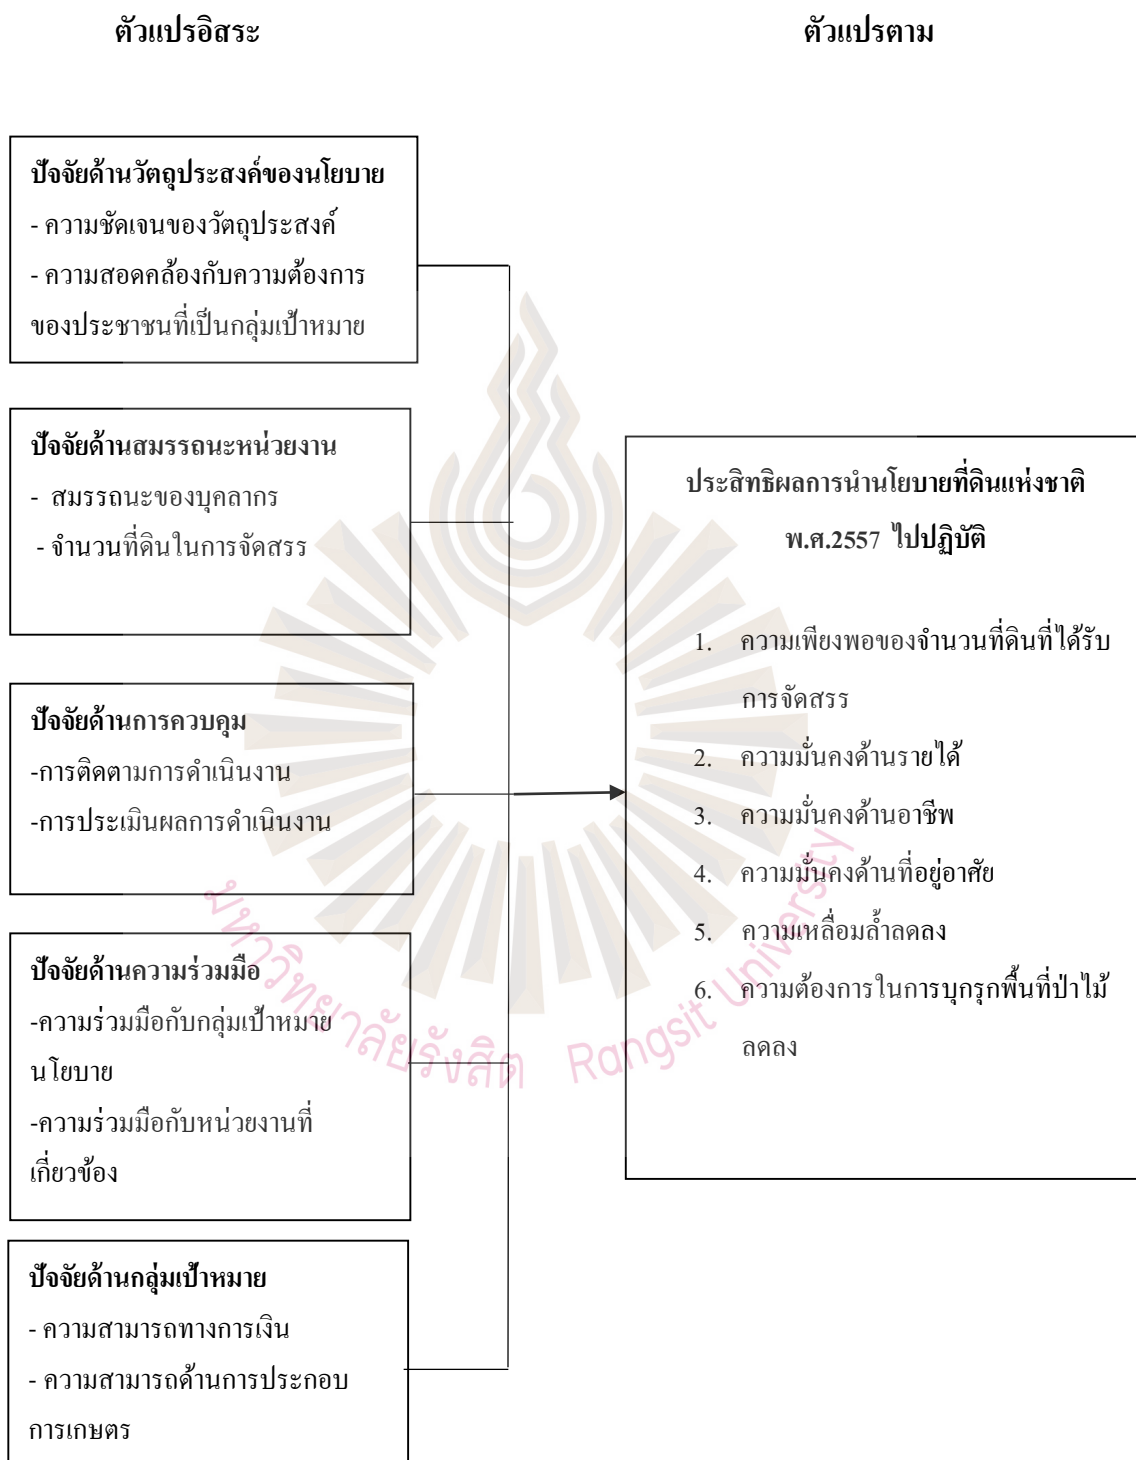 ตัวแปรอิสระ
ตัวแปรตาม
ปัจจัยด้านวัตถุประสงค์ของนโยบาย
- ความชัดเจนของวัตถุประสงค์
- ความสอดคล้องกับความต้องการ
ของประชาชนที่เป็นกลุ่มเป้าหมาย
ปัจจัยด้านสมรรถนะหน่วยงาน
- สมรรถนะของบุคลากร
- จำนวนที่ดินในการจัดสรร
ปัจจัยด้านการควบคุม
-การติดตามการดำเนินงาน
-การประเมินผลการดำเนินงาน
ปัจจัยด้านความร่วมมือ
-ความร่วมมือกับกลุ่มเป้าหมาย
นโยบาย
-ความร่วมมือกับหน่วยงานที่
เกี่ยวข้อง
ปัจจัยด้านกลุ่มเป้าหมาย
- ความสามารถทางการเงิน
- ความสามารถด้านการประกอบ
การเกษตร
ประสิทธิผลการนำนโยบายที่ดินแห่งชาติ
พ.ศ.2557 ไปปฏิบัติ
1. ความเพียงพอของจำนวนที่ดินที่ได้รับ
การจัดสรร
2. ความมั่นคงด้านรายได้
3. ความมั่นคงด้านอาชีพ
4. ความมั่นคงด้านที่อยู่อาศัย
5. ความเหลื่อมล้ำลดลง
6. ความต้องการในการบุกรุกพื้นที่ป่าไม้
ลดลง
มหาวิทยาลัยรังสิต Rangsit University